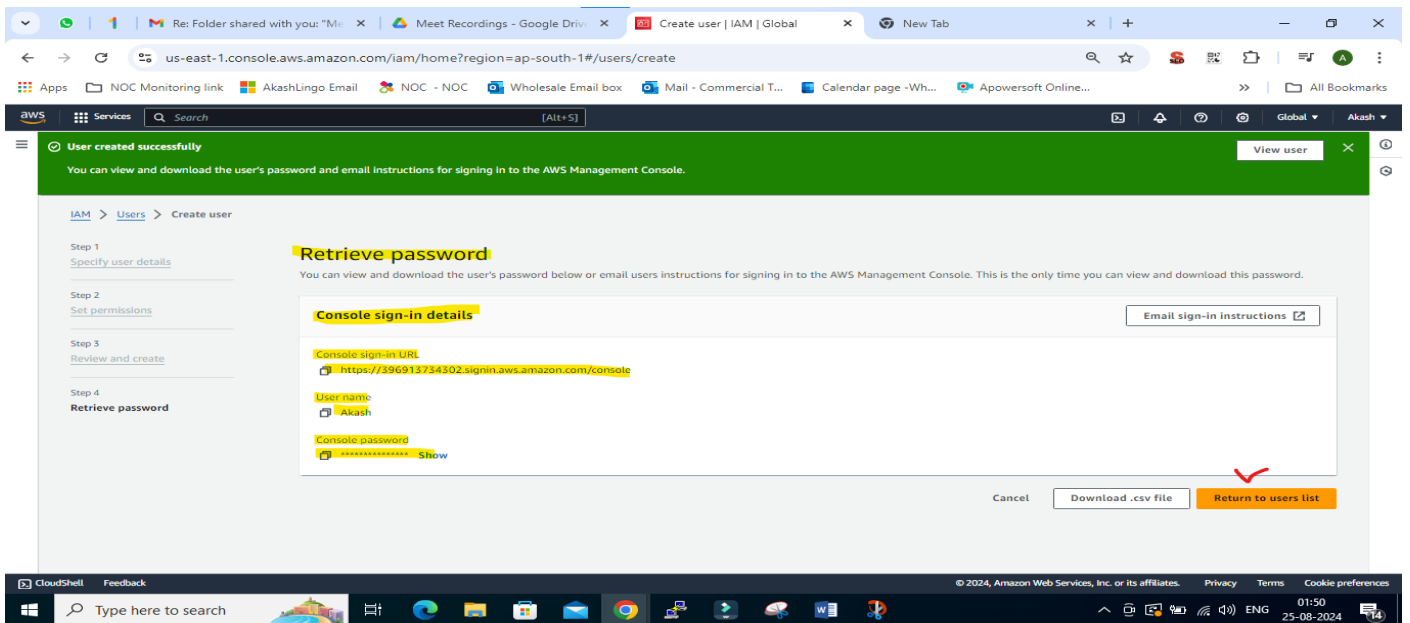 Re: Folder shared with you: "Me
Meet Recordings - Google Driv
Create user | IAM | Global
New Tab
us-east-1.console.aws.amazon.com/iam/home?region=ap-south-1#/users/create
Apps
NOC Monitoring link
AkashLingo Email
NOC - NOC
Wholesale Email box
Mail - Commercial T...
Calendar page -Wh...
Apowersoft Online...
All Bookmarks
aws
Services
Search
[Alt+S]
Global
Akash
User created successfully
You can view and download the user's password and email instructions for signing in to the AWS Management Console.
View user
IAM > Users > Create user
Step 1
Specify user details
Step 2
Set permissions
Step 3
Review and create
Step 4
Retrieve password
Retrieve password
You can view and download the user's password below or email users instructions for signing in to the AWS Management Console. This is the only time you can view and download this password.
Console sign-in details
Email sign-in instructions
Console sign-in URL
https://396913734302.signin.aws.amazon.com/console
User name
Akash
Console password
*************** Show
Cancel
Download .csv file
Return to users list
CloudShell
Feedback
© 2024, Amazon Web Services, Inc. or its affiliates.
Privacy
Terms
Cookie preferences
Type here to search
ENG
01:50
25-08-2024
14